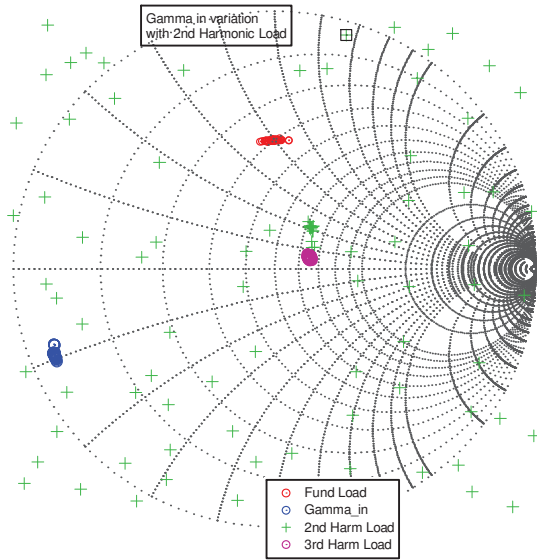 Gamma_in variation
with 2nd Harmonic Load
Fund Load
Gamma_in
2nd Harm Load
3rd Harm Load